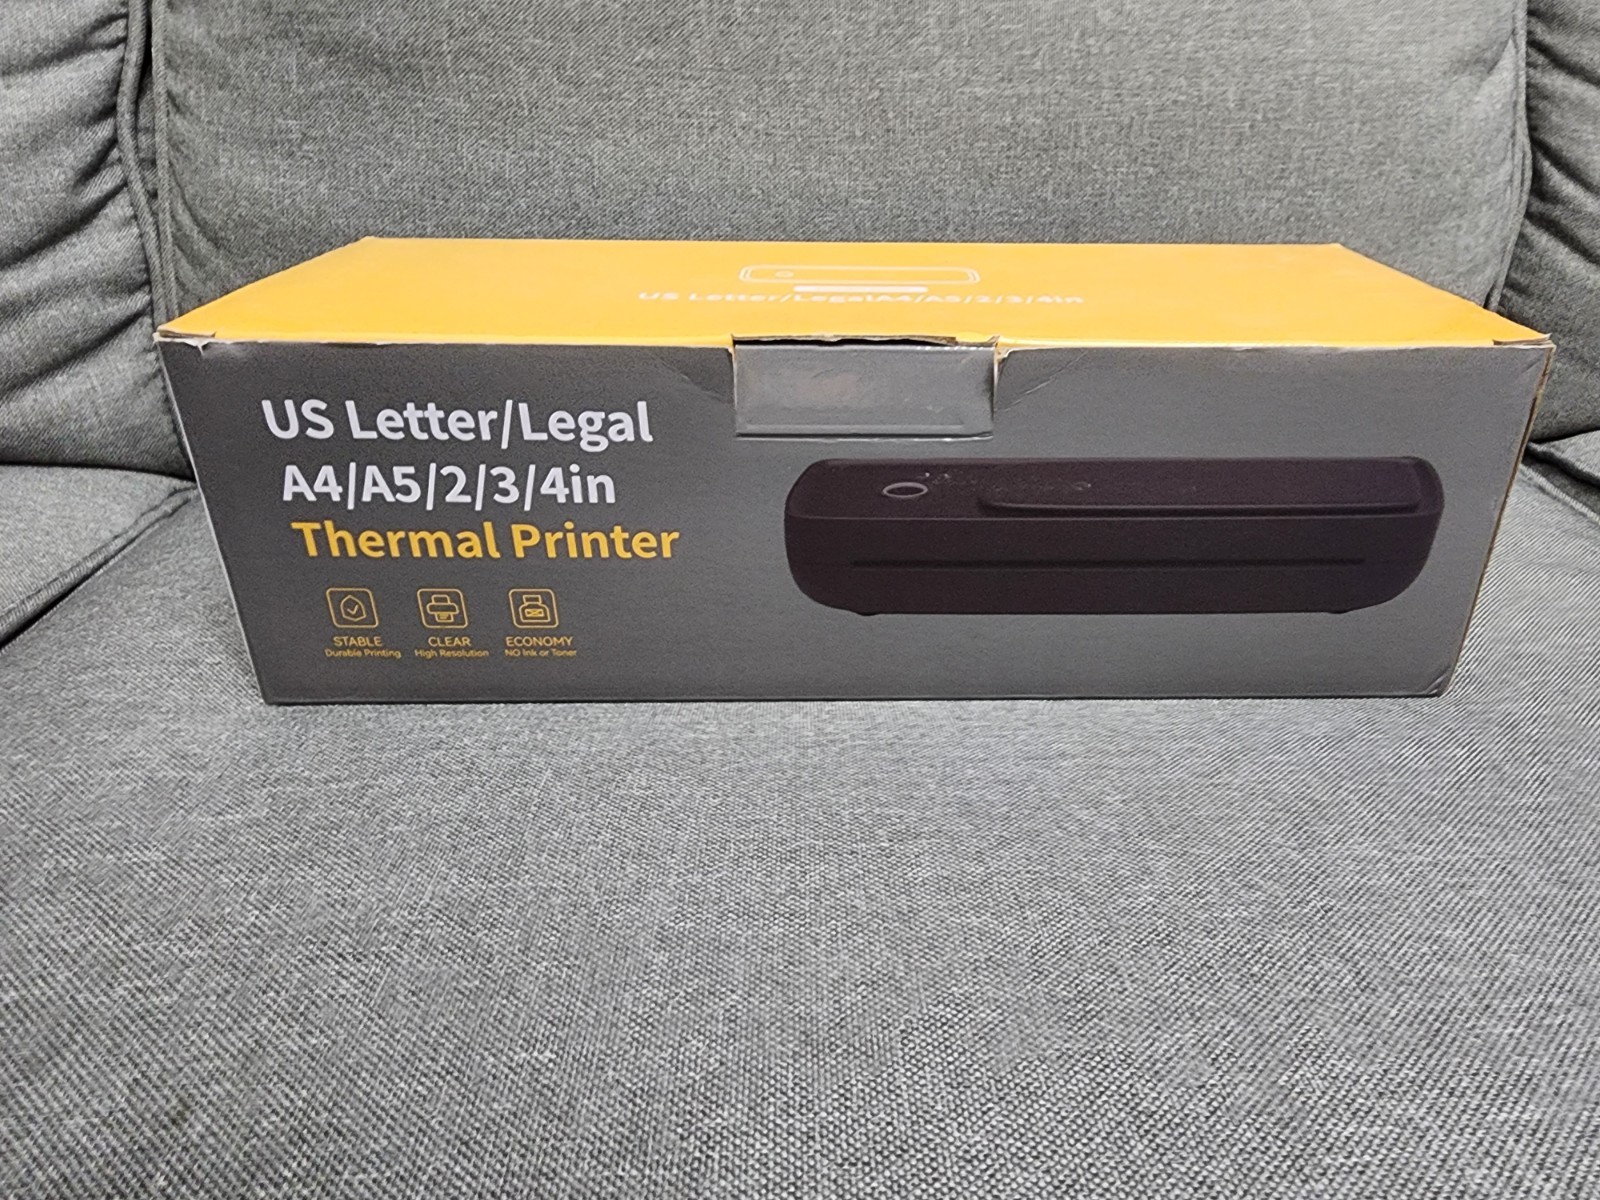 US Letter/LegalA4/A5/2/3/4in
US Letter/Legal
A4/A5/2/3/4in
Thermal Printer
STABLE
Durable Printing
CLEAR
High Resolution
ECONOMY
NO Ink or Toner